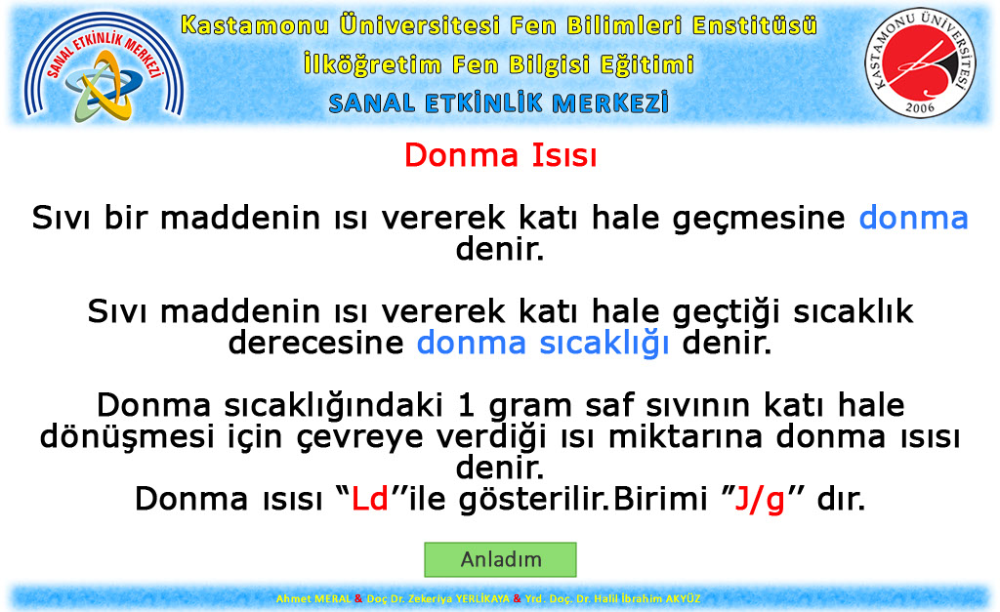 Kastamonu Üniversitesi Fen Bilimleri Enstitüsü
İlköğretim Fen Bilgisi Eğitimi
SANAL ETKİNLİK MERKEZİ
SANAL ETKİNLİK MERKEZİ
KASTAMONU ÜNİVERSİTESİ
2006
Donma Isısı
Sıvı bir maddenin ısı vererek katı hale geçmesine donma
denir.
Sıvı maddenin ısı vererek katı hale geçtiği sıcaklık
derecesine donma sıcaklığı denir.
Donma sıcaklığındaki 1 gram saf sıvının katı hale
dönüşmesi için çevreye verdiği ısı miktarına donma ısısı
denir.
Donma ısısı “Ld’’ile gösterilir.Birimi ”J/g’’ dır.
Anladım
Ahmet MERAL & Doç Dr. Zekeriya YERLİKAYA & Yrd. Doç. Dr. Halil İbrahim AKYÜZ